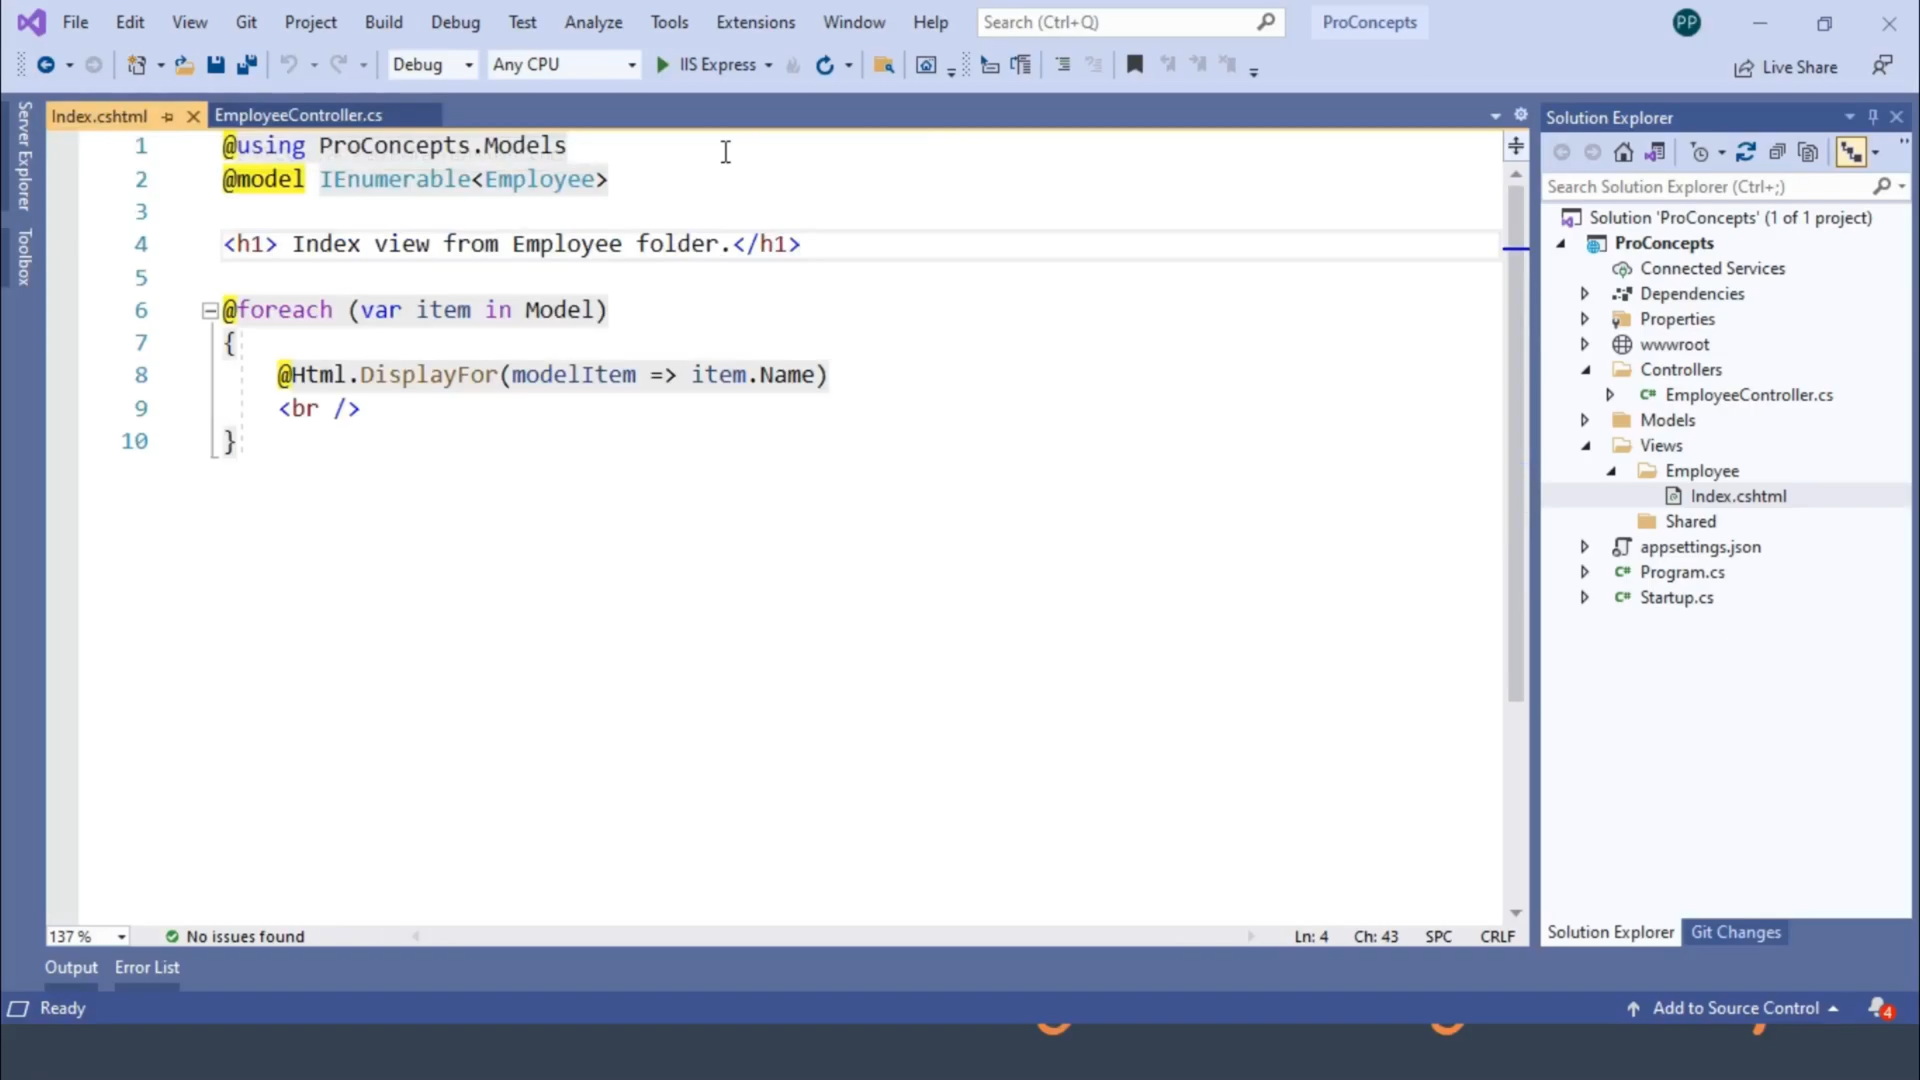 File Edit View Git Project Build Debug Test Analyze Tools Extensions Window Help Search (Ctrl+Q) ProConcepts PP
Debug Any CPU IIS Express Live Share
Server Explorer
Toolbox
Index.cshtml EmployeeController.cs
1 @using ProConcepts.Models
2 @model IEnumerable<Employee>
3
4 <h1> Index view from Employee folder.</h1>
5
6 @foreach (var item in Model)
7 {
8 @Html.DisplayFor(modelItem => item.Name)
9 <br />
10 }
137 % No issues found Ln: 4 Ch: 43 SPC CRLF
Solution Explorer
Search Solution Explorer (Ctrl+;)
Solution 'ProConcepts' (1 of 1 project)
ProConcepts
Connected Services
Dependencies
Properties
wwwroot
Controllers
C# EmployeeController.cs
Models
Views
Employee
Index.cshtml
Shared
appsettings.json
C# Program.cs
C# Startup.cs
Solution Explorer Git Changes
Output Error List
Ready Add to Source Control 4